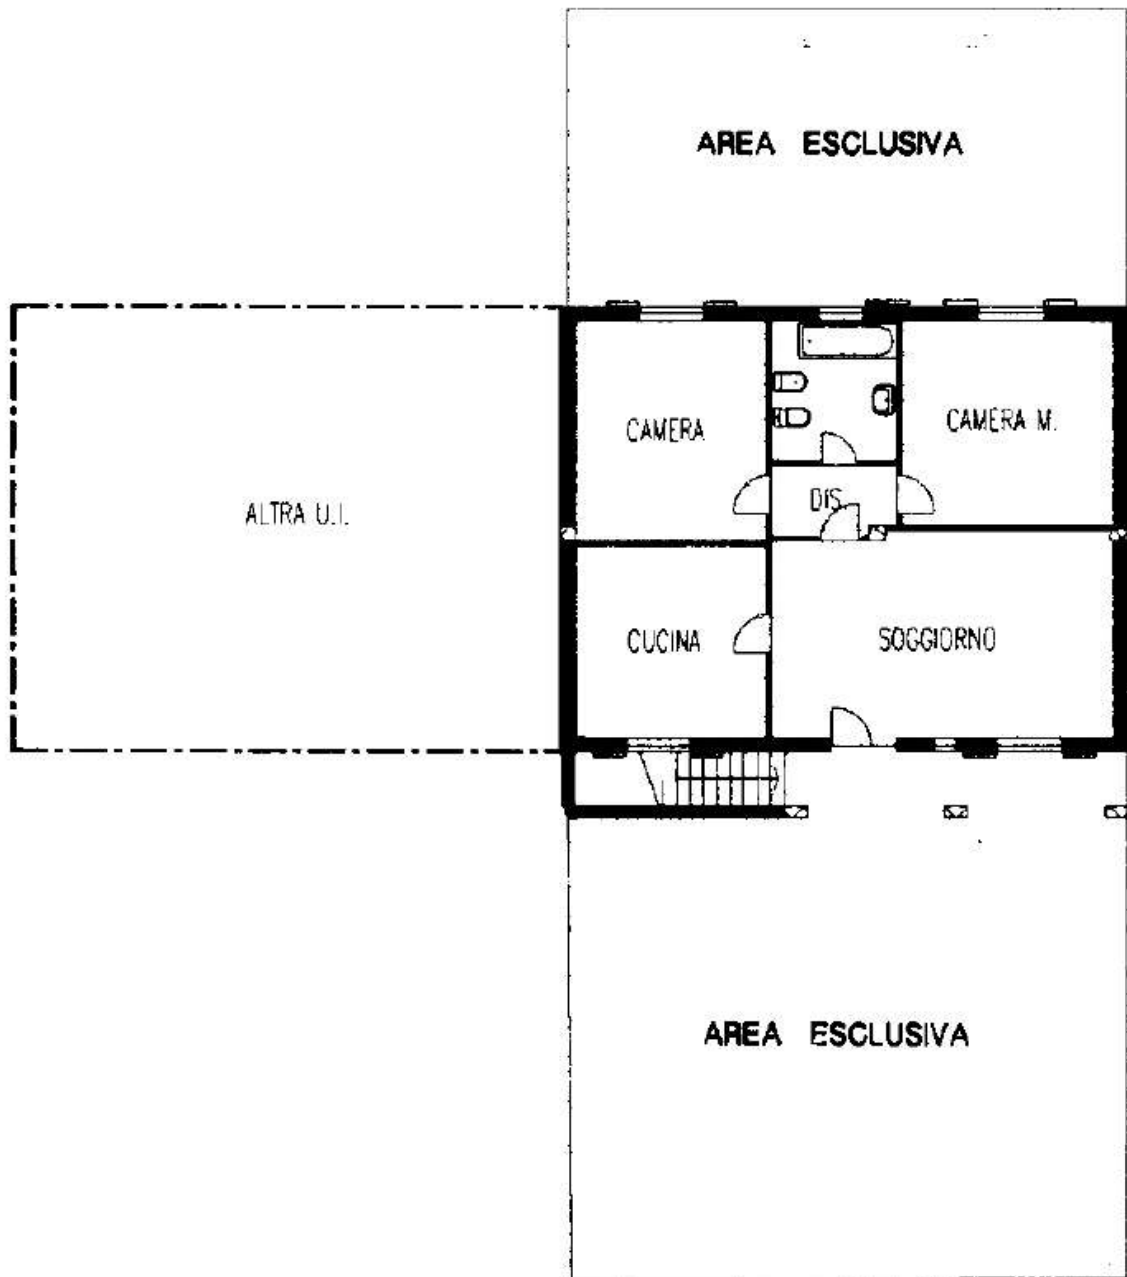 AREA ESCLUSIVA
CAMERA
CAMERA M.
ALTRA U.I.
DIS.
CUCINA
SOGGIORNO
AREA ESCLUSIVA